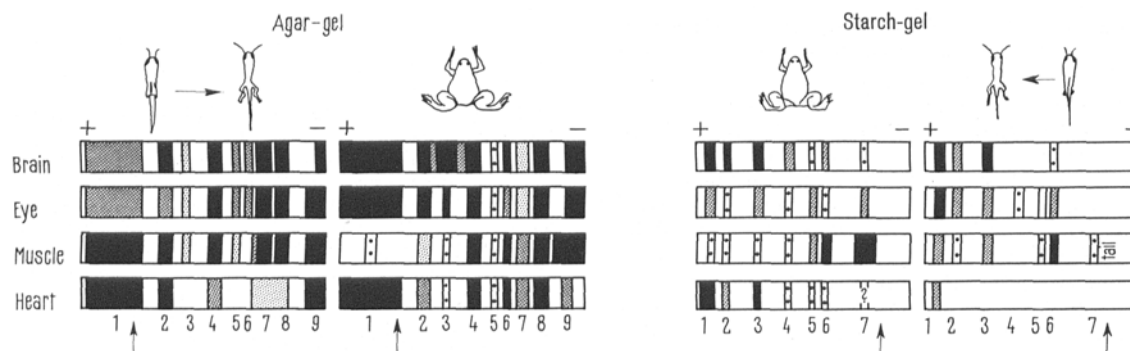 Agar-gel Starch-gel
+ - + - + - + -
Brain
Eye
Muscle tail
Heart ?
1 2 3 4 5 6 7 8 9 1 2 3 4 5 6 7 8 9 1 2 3 4 5 6 7 1 2 3 4 5 6 7